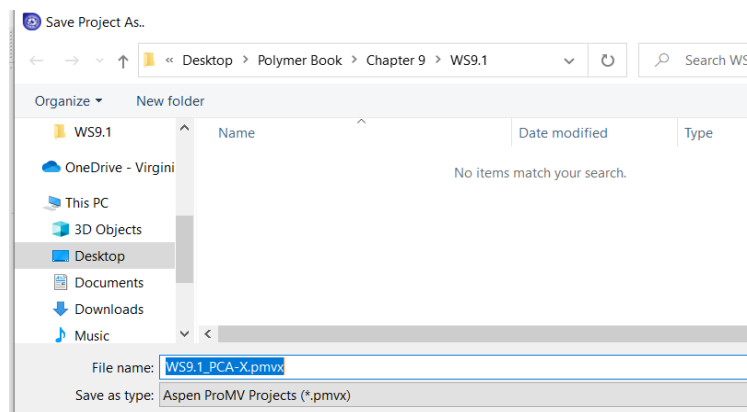 Save Project As..
« Desktop > Polymer Book > Chapter 9 > WS9.1
Search WS
Organize
New folder
WS9.1
Name
Date modified
Type
OneDrive - Virgini
No items match your search.
This PC
3D Objects
Desktop
Documents
Downloads
Music
File name: WS9.1_PCA-X.pmvx
Save as type: Aspen ProMV Projects (*.pmvx)